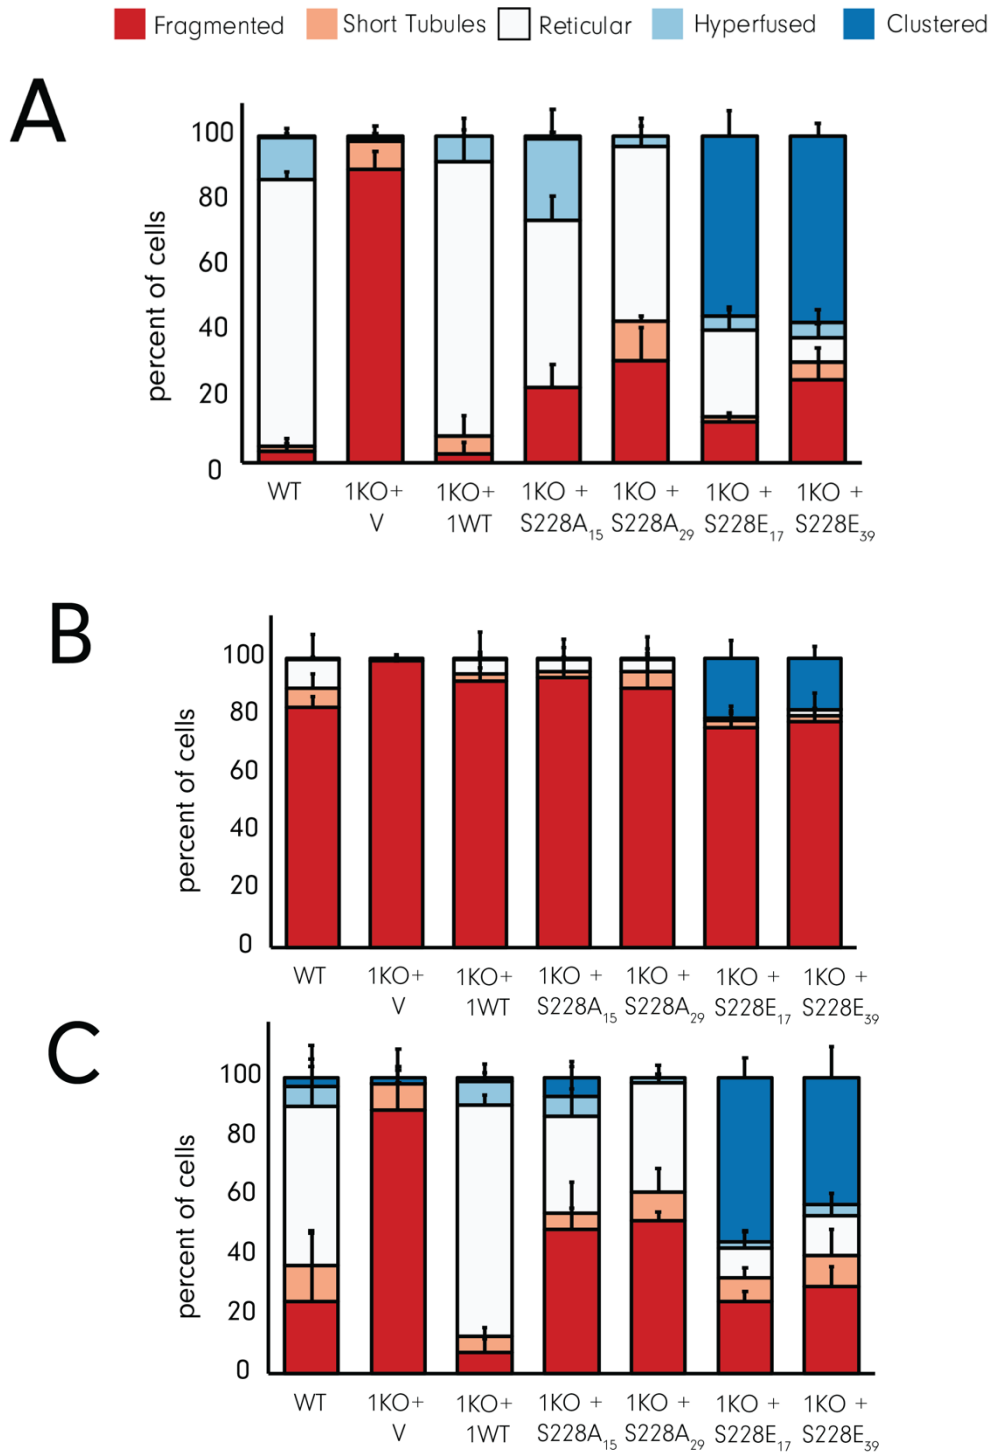 Fragmented Short Tubules Reticular Hyperfused Clustered
A
percent of cells
100
80
60
40
20
0
WT 1KO+ 1KO+ 1KO + 1KO + 1KO + 1KO +
V 1WT S228A15 S228A29 S228E17 S228E39
B
percent of cells
100
80
60
40
20
0
WT 1KO+ 1KO+ 1KO + 1KO + 1KO + 1KO +
V 1WT S228A15 S228A29 S228E17 S228E39
C
percent of cells
100
80
60
40
20
0
WT 1KO+ 1KO+ 1KO + 1KO + 1KO + 1KO +
V 1WT S228A15 S228A29 S228E17 S228E39